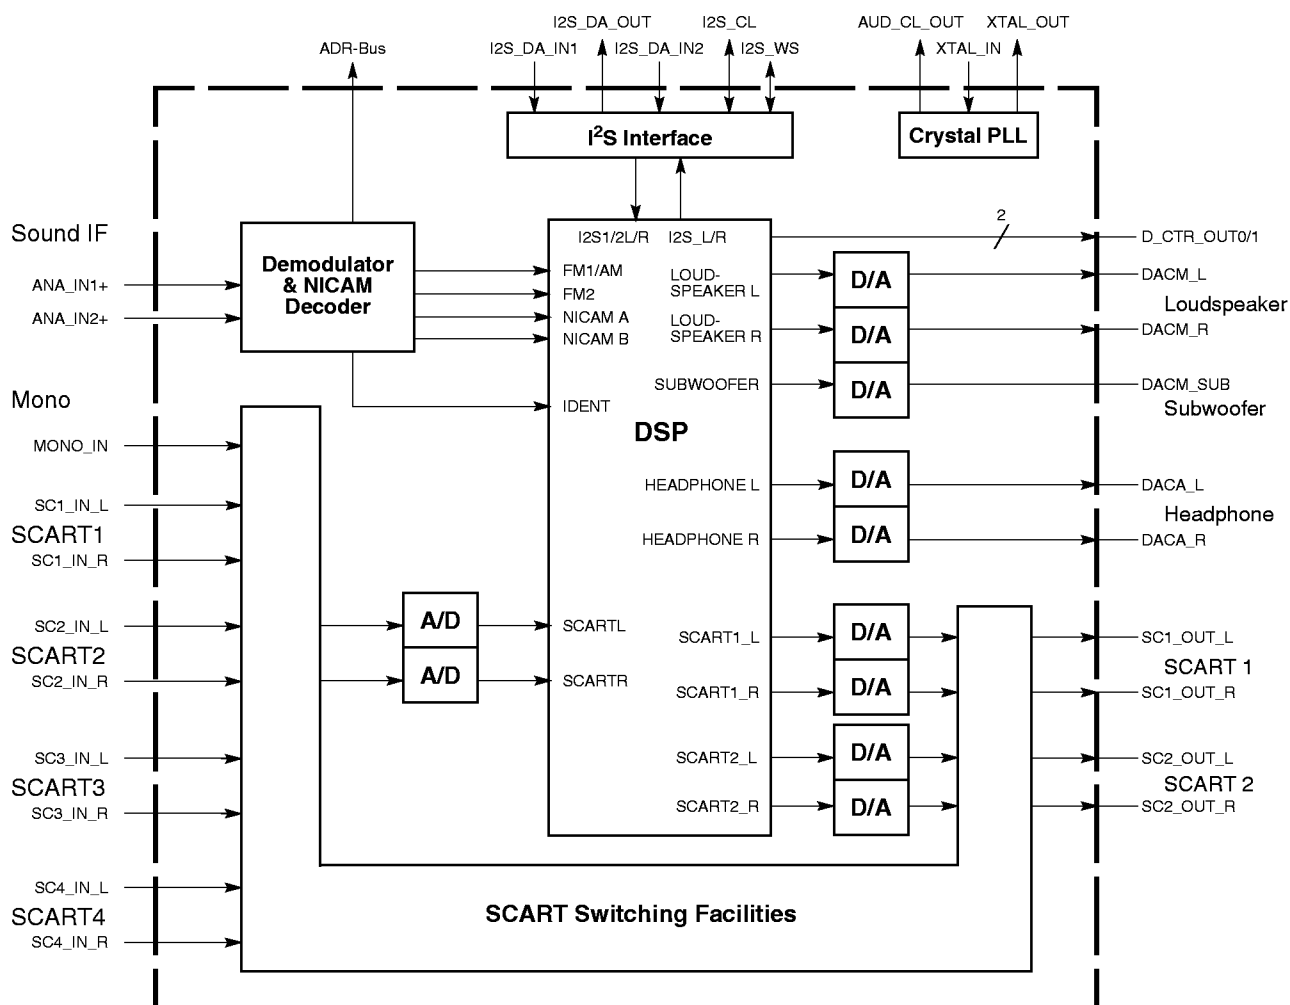 I2S_DA_OUT
I2S_CL
AUD_CL_OUT
XTAL_OUT
ADR-Bus
I2S_DA_IN1
I2S_DA_IN2
I2S_WS
XTAL_IN
I2S Interface
Crystal PLL
Sound IF
ANA_IN1+
ANA_IN2+
Demodulator
& NICAM
Decoder
I2S1/2L/R
I2S_L/R
FM1/AM
FM2
NICAM A
NICAM B
IDENT
LOUD-
SPEAKER L
LOUD-
SPEAKER R
SUBWOOFER
DSP
HEADPHONE L
HEADPHONE R
2
D_CTR_OUT0/1
D/A
DACM_L
Loudspeaker
D/A
DACM_R
D/A
DACM_SUB
Subwoofer
D/A
DACA_L
Headphone
D/A
DACA_R
Mono
MONO_IN
SC1_IN_L
SCART1
SC1_IN_R
SC2_IN_L
SCART2
SC2_IN_R
SC3_IN_L
SCART3
SC3_IN_R
SC4_IN_L
SCART4
SC4_IN_R
A/D
A/D
SCARTL
SCARTR
SCART1_L
SCART1_R
SCART2_L
SCART2_R
D/A
D/A
D/A
D/A
SC1_OUT_L
SCART 1
SC1_OUT_R
SC2_OUT_L
SCART 2
SC2_OUT_R
SCART Switching Facilities